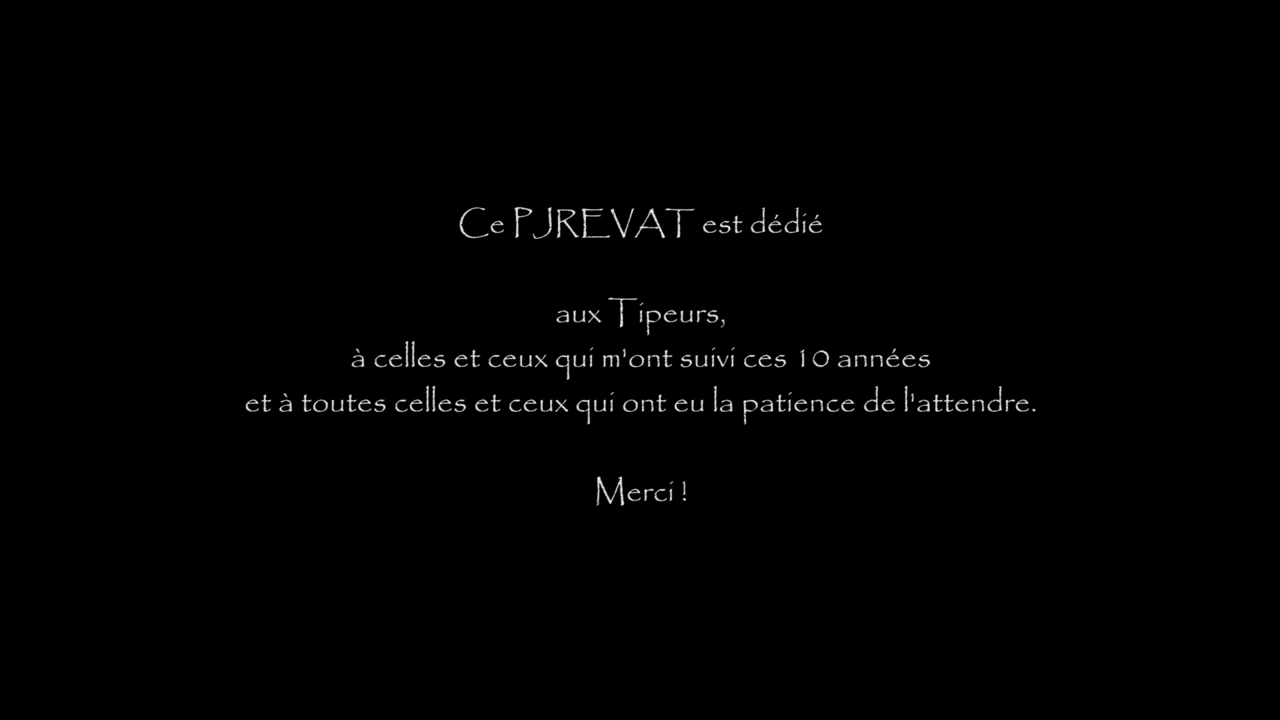 Ce PJREVAT est dédié
aux Tipeurs,
à celles et ceux qui m'ont suivi ces 10 années
et à toutes celles et ceux qui ont eu la patience de l'attendre.
Merci !